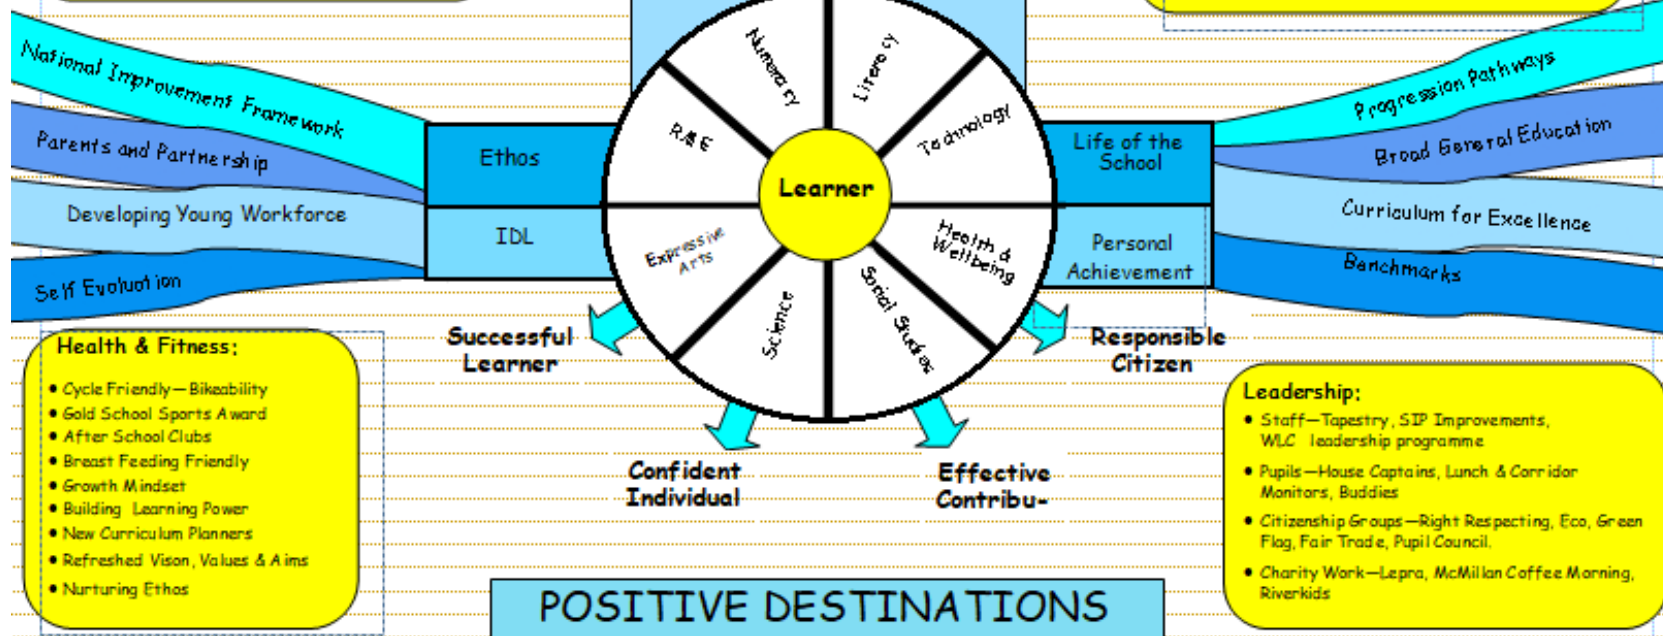 National Improvement Framework
Parents and Partnership
Developing Young Workforce
Self Evaluation
Ethos
IDL
Numeracy
Literacy
RME
Technology
Learner
Expressive
Arts
Health &
Wellbeing
Science
Social Studies
Life of the
School
Personal
Achievement
Progression Pathways
Broad General Education
Curriculum for Excellence
Benchmarks
Successful
Learner
Responsible
Citizen
Confident
Individual
Effective
Contribu-
Health & Fitness:
• Cycle Friendly—Bikeability
• Gold School Sports Award
• After School Clubs
• Breast Feeding Friendly
• Growth Mindset
• Building Learning Power
• New Curriculum Planners
• Refreshed Vison, Values & Aims
• Nurturing Ethos
Leadership:
• Staff—Tapestry, SIP Improvements,
WLC leadership programme
• Pupils—House Captains, Lunch & Corridor
Monitors, Buddies
• Citizenship Groups—Right Respecting, Eco, Green
Flag, Fair Trade, Pupil Council.
• Charity Work—Lepra, McMillan Coffee Morning,
Riverkids
POSITIVE DESTINATIONS